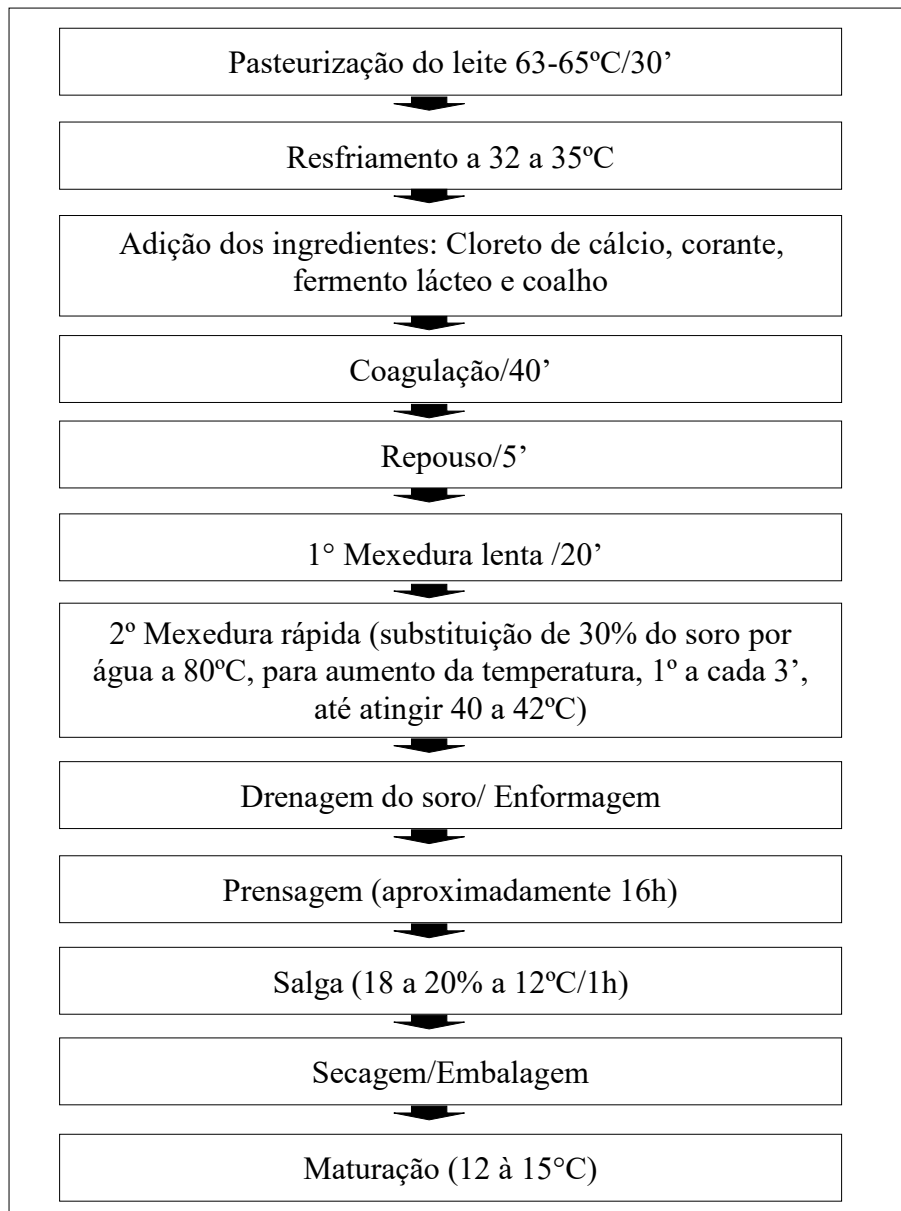 Pasteurização do leite 63-65ºC/30’
Resfriamento a 32 a 35ºC
Adição dos ingredientes: Cloreto de cálcio, corante,
fermento lácteo e coalho
Coagulação/40’
Repouso/5’
1° Mexedura lenta /20’
2º Mexedura rápida (substituição de 30% do soro por
água a 80ºC, para aumento da temperatura, 1º a cada 3’,
até atingir 40 a 42ºC)
Drenagem do soro/ Enformagem
Prensagem (aproximadamente 16h)
Salga (18 a 20% a 12ºC/1h)
Secagem/Embalagem
Maturação (12 à 15°C)